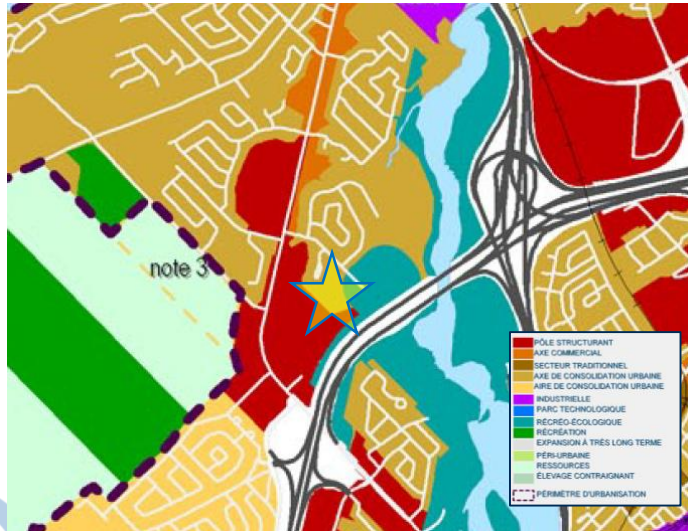 note 3
PÔLE STRUCTURANT
AXE COMMERCIAL
SECTEUR TRADITIONNEL
AXE DE CONSOLIDATION URBAINE
AIRE DE CONSOLIDATION URBAINE
INDUSTRIELLE
PARC TECHNOLOGIQUE
RÉCRÉO-ÉCOLOGIQUE
RÉCRÉATION
EXPANSION À TRÈS LONG TERME
PÉRI-URBAINE
RESSOURCES
ÉLEVAGE CONTRAIGNANT
PÉRIMÈTRE D'URBANISATION